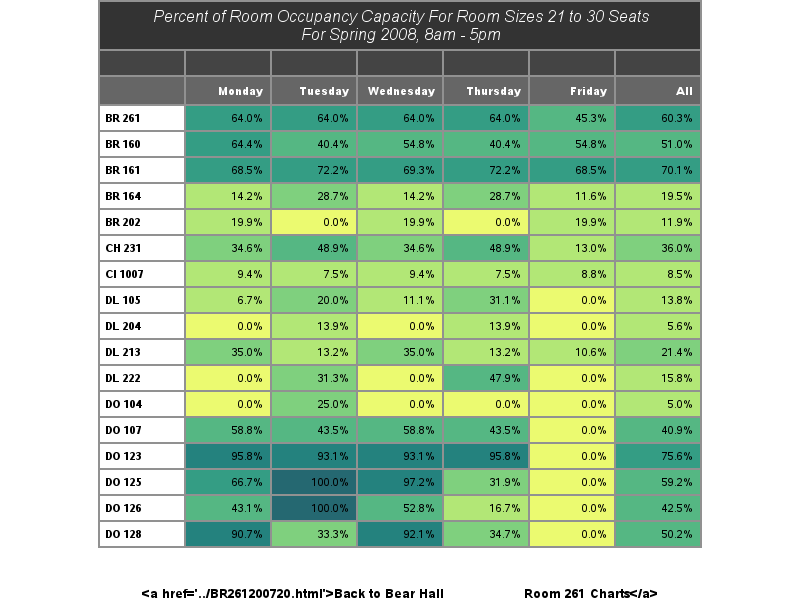 Percent of Room Occupancy Capacity For Room Sizes 21 to 30 Seats
For Spring 2008, 8am - 5pm
Monday Tuesday Wednesday Thursday Friday All
BR 261 64.0% 64.0% 64.0% 64.0% 45.3% 60.3%
BR 160 64.4% 40.4% 54.8% 40.4% 54.8% 51.0%
BR 161 68.5% 72.2% 69.3% 72.2% 68.5% 70.1%
BR 164 14.2% 28.7% 14.2% 28.7% 11.6% 19.5%
BR 202 19.9% 0.0% 19.9% 0.0% 19.9% 11.9%
CH 231 34.6% 48.9% 34.6% 48.9% 13.0% 36.0%
CI 1007 9.4% 7.5% 9.4% 7.5% 8.8% 8.5%
DL 105 6.7% 20.0% 11.1% 31.1% 0.0% 13.8%
DL 204 0.0% 13.9% 0.0% 13.9% 0.0% 5.6%
DL 213 35.0% 13.2% 35.0% 13.2% 10.6% 21.4%
DL 222 0.0% 31.3% 0.0% 47.9% 0.0% 15.8%
DO 104 0.0% 25.0% 0.0% 0.0% 0.0% 5.0%
DO 107 58.8% 43.5% 58.8% 43.5% 0.0% 40.9%
DO 123 95.8% 93.1% 93.1% 95.8% 0.0% 75.6%
DO 125 66.7% 100.0% 97.2% 31.9% 0.0% 59.2%
DO 126 43.1% 100.0% 52.8% 16.7% 0.0% 42.5%
DO 128 90.7% 33.3% 92.1% 34.7% 0.0% 50.2%
<a href='../BR261200720.html'>Back to Bear Hall Room 261 Charts</a>